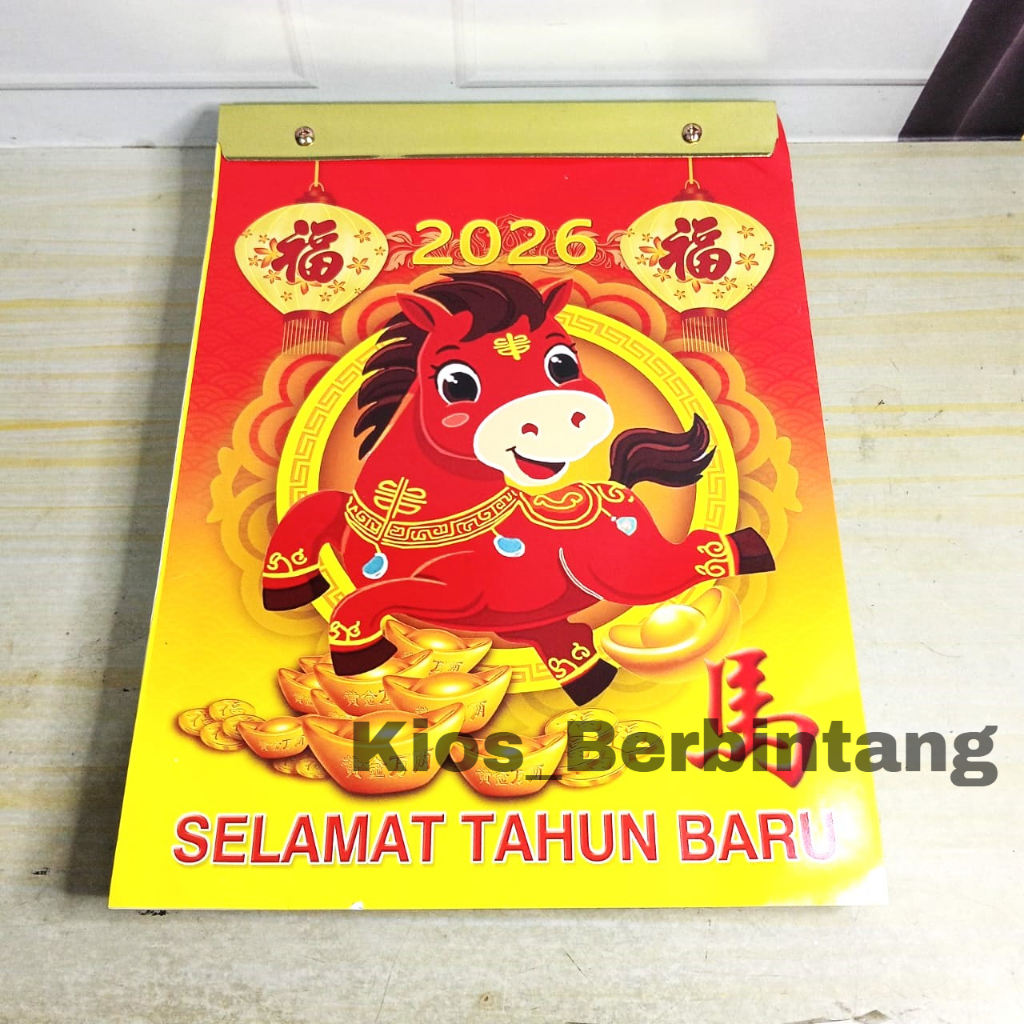 福
2026
福
馬
Kios_Berbintang
SELAMAT TAHUN BARU